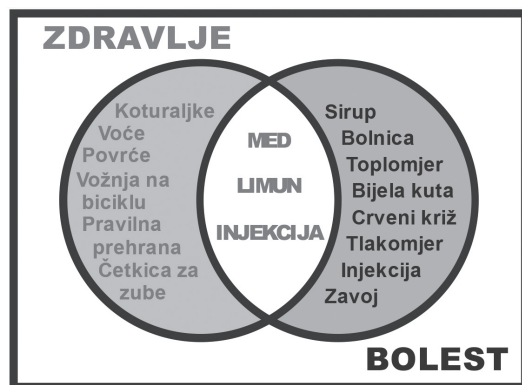 ZDRAVLJE
Koturaljke
Voće
Povrće
Vožnja na
biciklu
Pravilna
prehrana
Četkica za
zube
MED
LIMUN
INJEKCIJA
Sirup
Bolnica
Toplomjer
Bijela kuta
Crveni križ
Tlakomjer
Injekcija
Zavoj
BOLEST